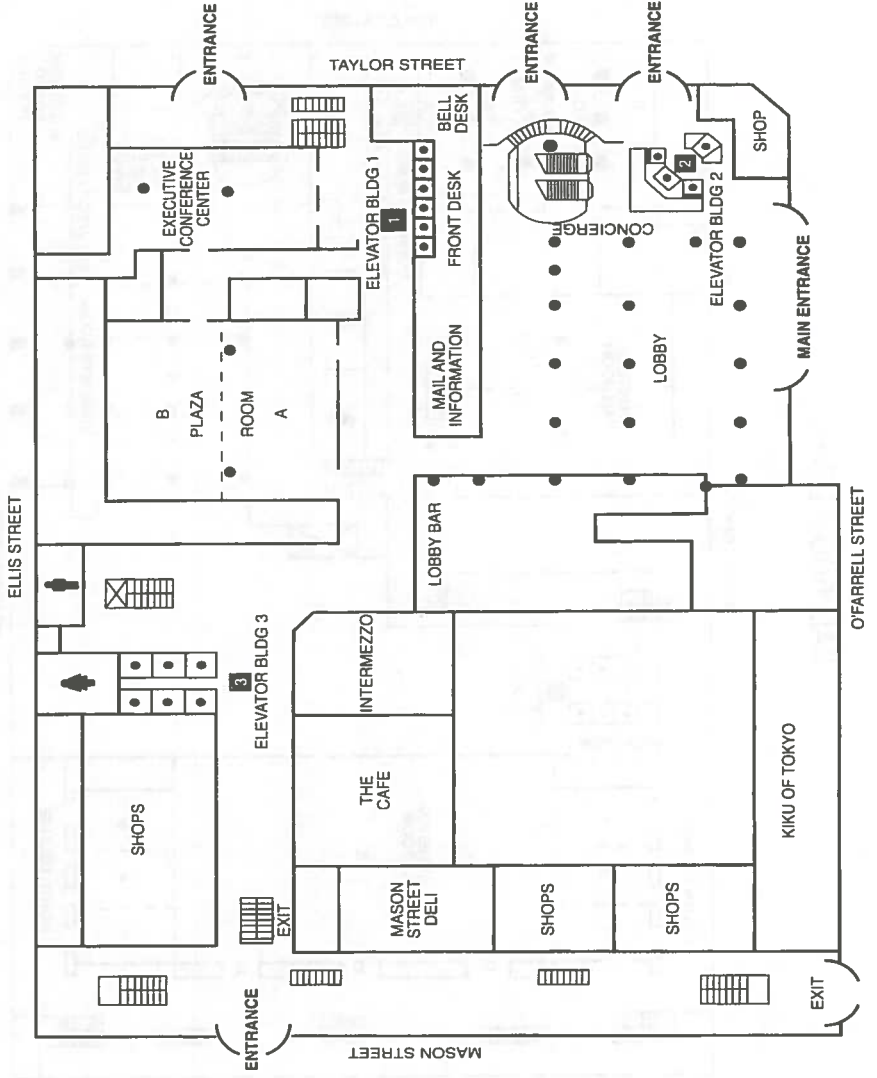 ELLIS STREET
TAYLOR STREET
MASON STREET
O'FARRELL STREET
ENTRANCE
ENTRANCE
ENTRANCE
EXECUTIVE
CONFERENCE
CENTER
ELEVATOR BLDG 1
1
BELL
DESK
FRONT DESK
MAIL AND
INFORMATION
CONCIERGE
2
ELEVATOR BLDG 2
SHOP
MAIN ENTRANCE
LOBBY
B
PLAZA
ROOM
A
LOBBY BAR
3
ELEVATOR BLDG 3
INTERMEZZO
THE
CAFE
SHOPS
MASON
STREET
DELI
SHOPS
SHOPS
KIKU OF TOKYO
EXIT
ENTRANCE
EXIT